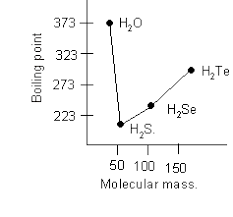 373
H₂O
323
273
223
Boiling point
H₂Te
H₂Se
H₂S.
50 100 150
Molecular mass.